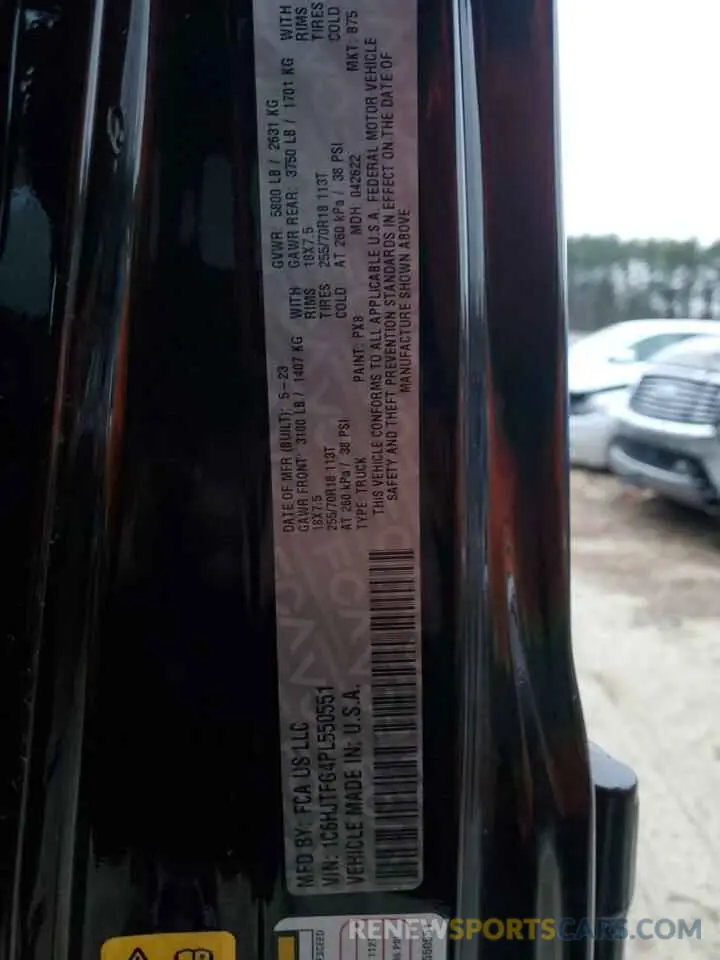 MFD BY: FCA US LLC
VIN: 1C6HJTFG4PL550551
VEHICLE MADE IN: U.S.A.
DATE OF MFR (BUILT): 5-23
GAWR FRONT: 3100 LB / 1407 KG WITH
18X7.5 RIMS
255/70R18 113T TIRES
AT 260 kPa / 38 PSI COLD
GVWR 5800 LB / 2631 KG
GAWR REAR: 3750 LB / 1701 KG WITH
18X7.5 RIMS
255/70R18 113T TIRES
AT 260 kPa / 38 PSI COLD
TYPE: TRUCK PAINT: PX8 MDH 042622 MKT: B75
THIS VEHICLE CONFORMS TO ALL APPLICABLE U.S.A. FEDERAL MOTOR VEHICLE
SAFETY AND THEFT PREVENTION STANDARDS IN EFFECT ON THE DATE OF
MANUFACTURE SHOWN ABOVE
RENEWSPORTSCARS.COM